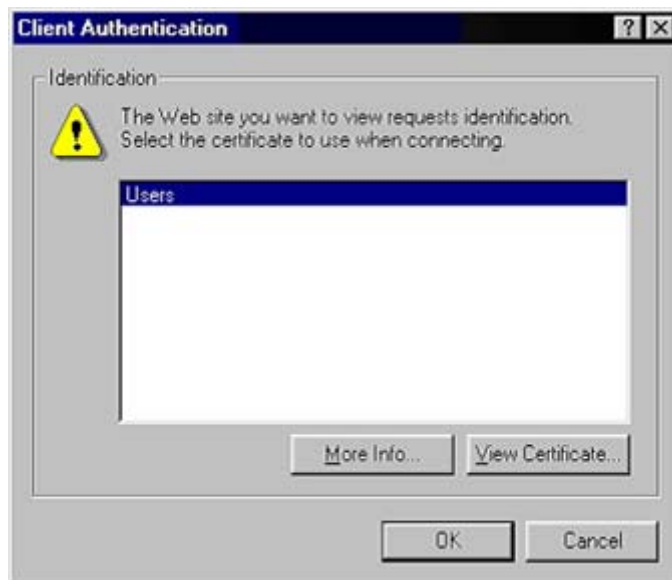 Client Authentication
Identification
The Web site you want to view requests identification.
Select the certificate to use when connecting.
Users
More Info... View Certificate...
OK Cancel